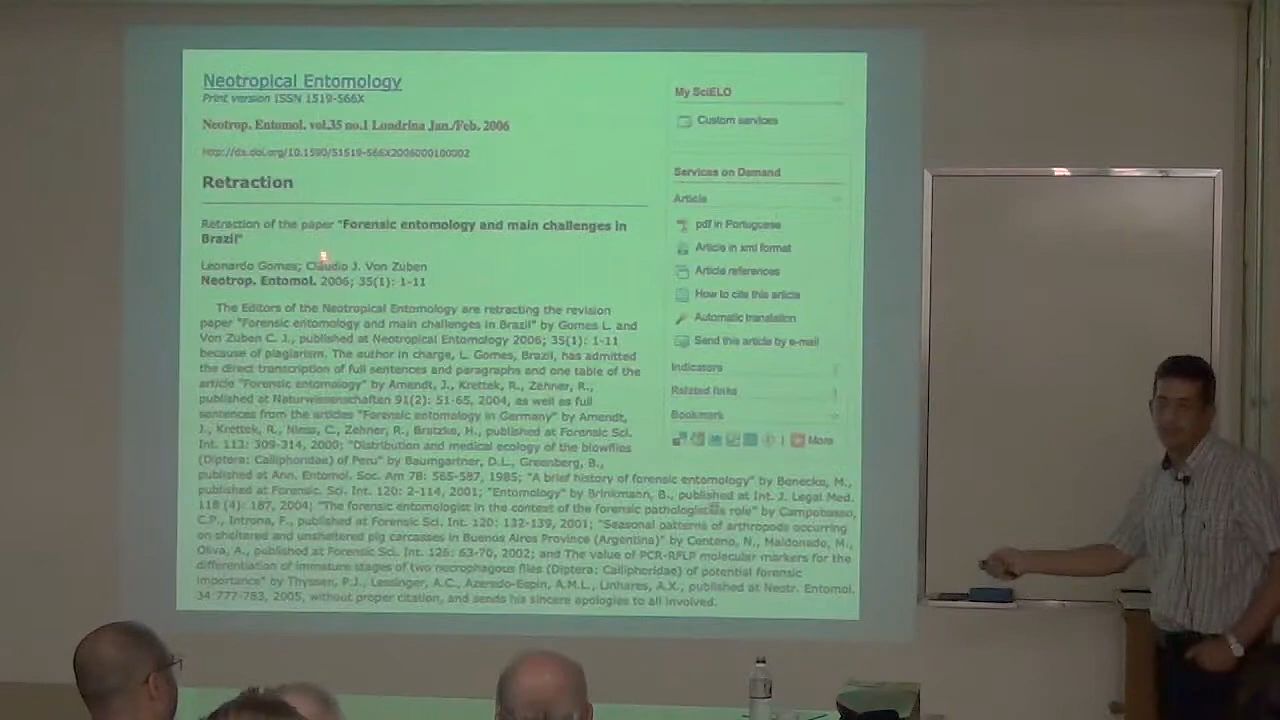 Neotropical Entomology
Print version ISSN 1519-566X
Neotrop. Entomol. vol.35 no.1 Londrina Jan./Feb. 2006
http://dx.doi.org/10.1590/S1519-566X2006000100002
Retraction
Retraction of the paper "Forensic entomology and main challenges in
Brazil"
Leonardo Gomes; Claudio J. Von Zuben
Neotrop. Entomol. 2006; 35(1): 1-11
The Editors of the Neotropical Entomology are retracting the revision
paper "Forensic entomology and main challenges in Brazil" by Gomes L. and
Von Zuben C. J., published at Neotropical Entomology 2006; 35(1): 1-11
because of plagiarism. The author in charge, L. Gomes, Brazil, has admitted
the direct transcription of full sentences and paragraphs and one table of the
article "Forensic entomology" by Amendt, J., Krettek, R., Zehner, R.,
published at Naturwissenschaften 91(2): 51-65, 2004, as well as full
sentences from the articles "Forensic entomology in Germany" by Amendt,
J., Krettek, R., Niess, C., Zehner, R., Bratzke, H., published at Forensic Sci.
Int. 113: 309-314, 2000; "Distribution and medical ecology of the blowflies
(Diptera: Calliphoridae) of Peru" by Baumgartner, D.L., Greenberg, B.,
published at Ann. Entomol. Soc. Am 78: 565-587, 1985; "A brief history of forensic entomology" by Benecke, M.,
published at Forensic. Sci. Int. 120: 2-114, 2001; "Entomology" by Brinkmann, B., published at Int. J. Legal Med.
118 (4): 187, 2004; "The forensic entomologist in the context of the forensic pathologist's role" by Campobasso,
C.P., Introna, F., published at Forensic Sci. Int. 120: 132-139, 2001; "Seasonal patterns of arthropods occurring
on sheltered and unsheltered pig carcasses in Buenos Aires Province (Argentina)" by Centeno, N., Maldonado, M.,
Oliva, A., published at Forensic Sci. Int. 126: 63-70, 2002; and The value of PCR-RFLP molecular markers for the
differentiation of immature stages of two necrophagous flies (Diptera: Calliphoridae) of potential forensic
importance" by Thyssen, P.J., Lessinger, A.C., Azeredo-Espin, A.M.L., Linhares, A.X., published at Neotr. Entomol.
34 777-783, 2005, without proper citation, and sends his sincere apologies to all involved.
My SciELO
Custom services
Services on Demand
Article
pdf in Portuguese
Article in xml format
Article references
How to cite this article
Automatic translation
Send this article by e-mail
Indicators
Related links
Bookmark
| More